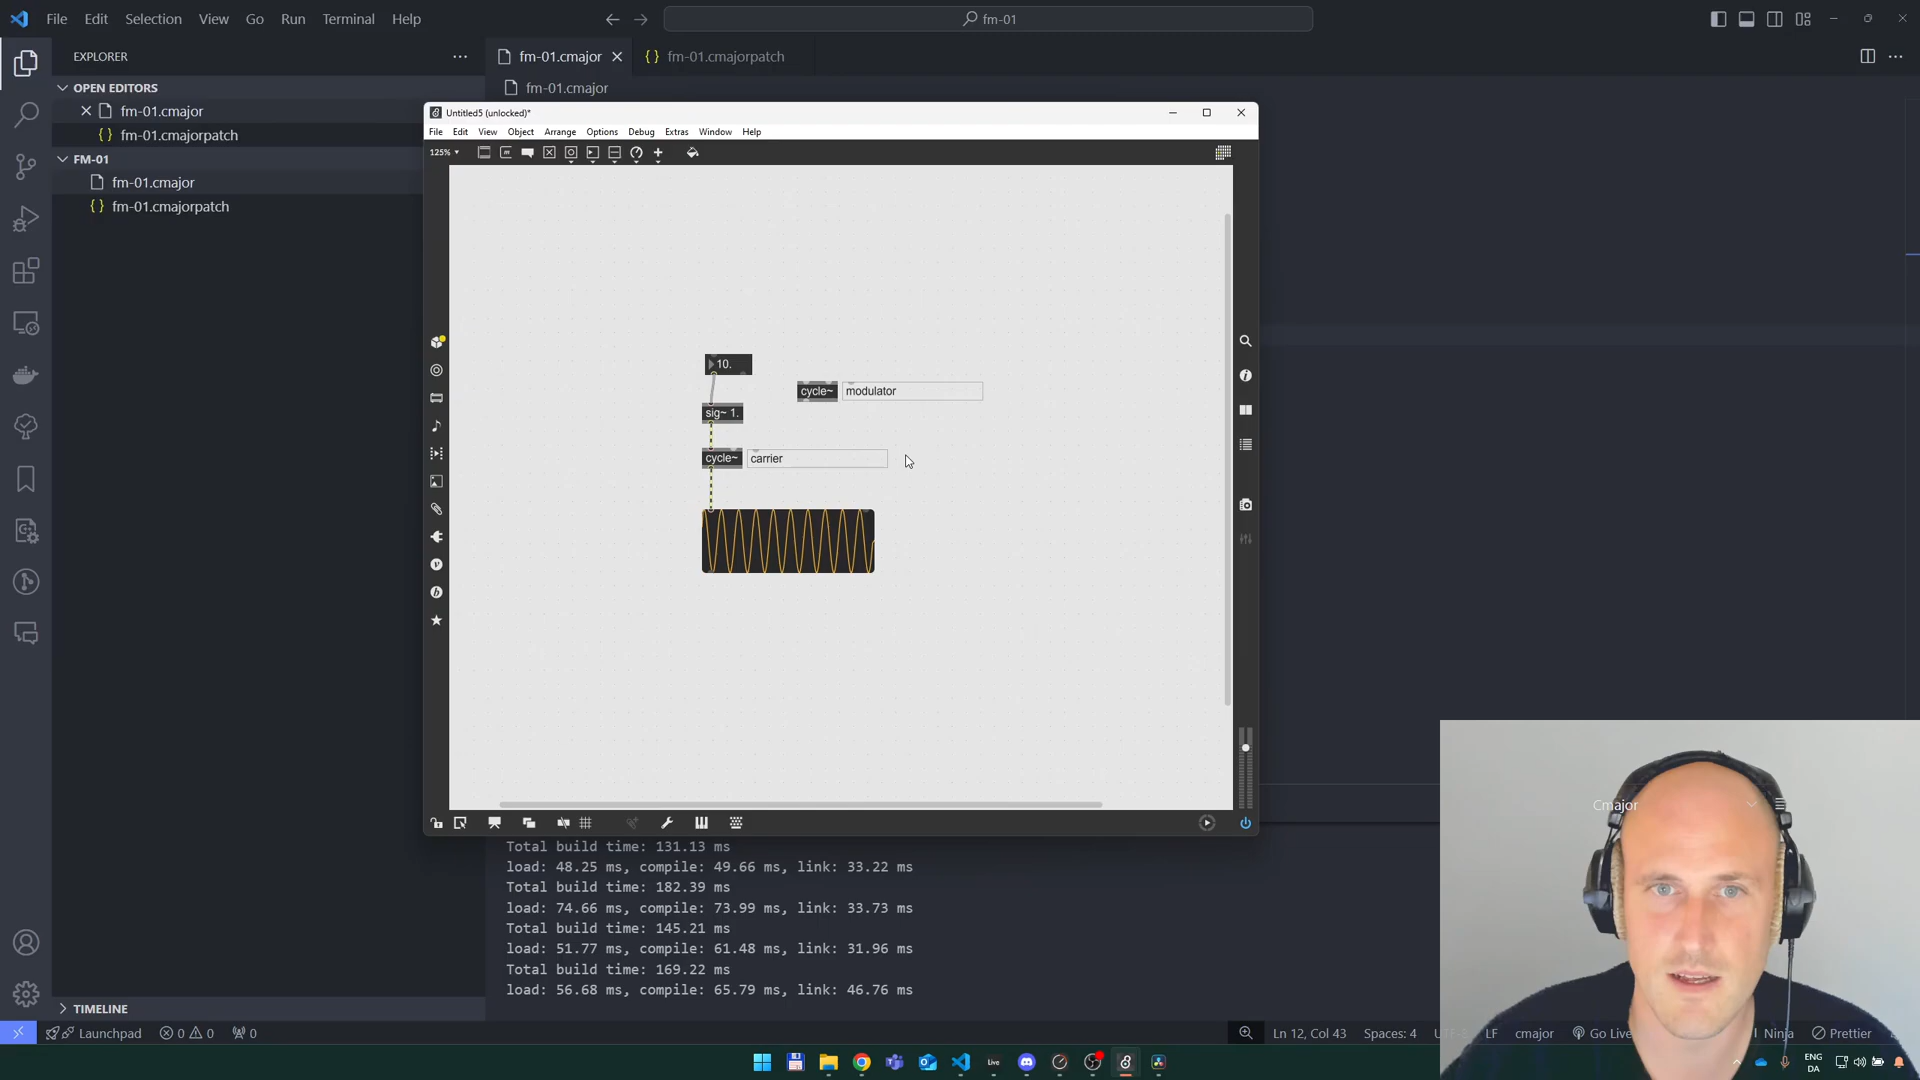 File Edit Selection View Go Run Terminal Help
fm-01
EXPLORER
fm-01.cmajor
fm-01.cmajorpatch
OPEN EDITORS
fm-01.cmajor
fm-01.cmajor
fm-01.cmajorpatch
FM-01
fm-01.cmajor
fm-01.cmajorpatch
Untitled5 (unlocked)*
File Edit View Object Arrange Options Debug Extras Window Help
125%
10.
cycle~ modulator
sig~ 1.
cycle~ carrier
Cmajor
Total build time: 131.13 ms
load: 48.25 ms, compile: 49.66 ms, link: 33.22 ms
Total build time: 182.39 ms
load: 74.66 ms, compile: 73.99 ms, link: 33.73 ms
Total build time: 145.21 ms
load: 51.77 ms, compile: 61.48 ms, link: 31.96 ms
Total build time: 169.22 ms
load: 56.68 ms, compile: 65.79 ms, link: 46.76 ms
TIMELINE
Launchpad 0 0 0
Ln 12, Col 43 Spaces: 4 LF cmajor Go Live Ninja Prettier
Live
ENG
DA